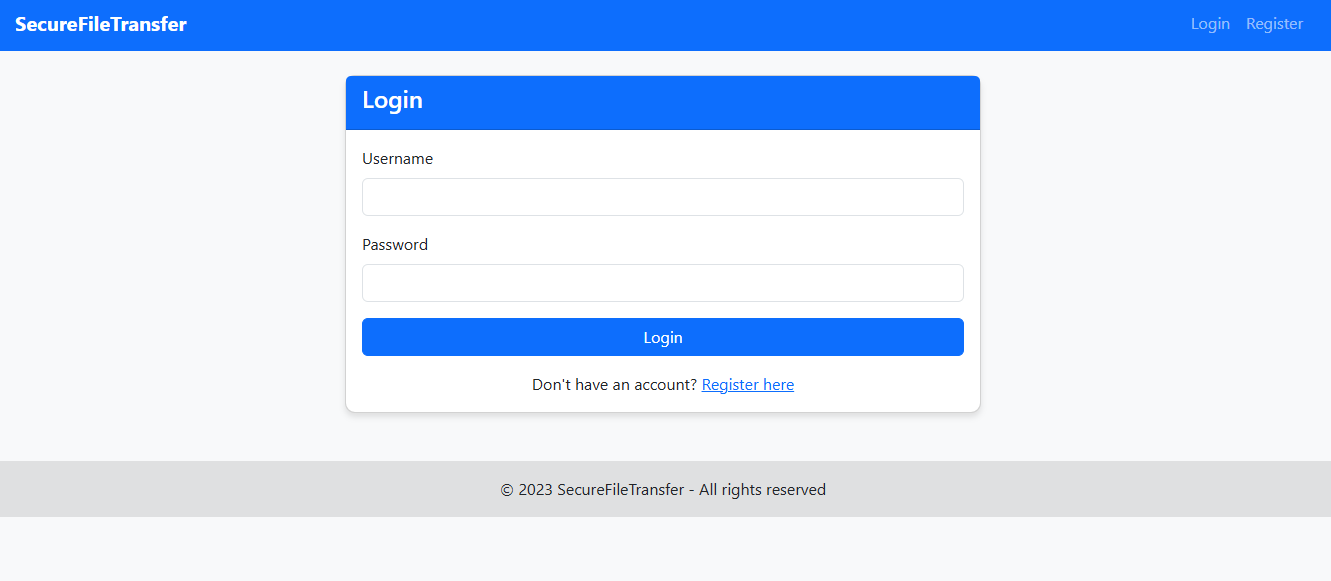 SecureFileTransfer
Login Register
Login
Username
Password
Login
Don't have an account? Register here
© 2023 SecureFileTransfer - All rights reserved